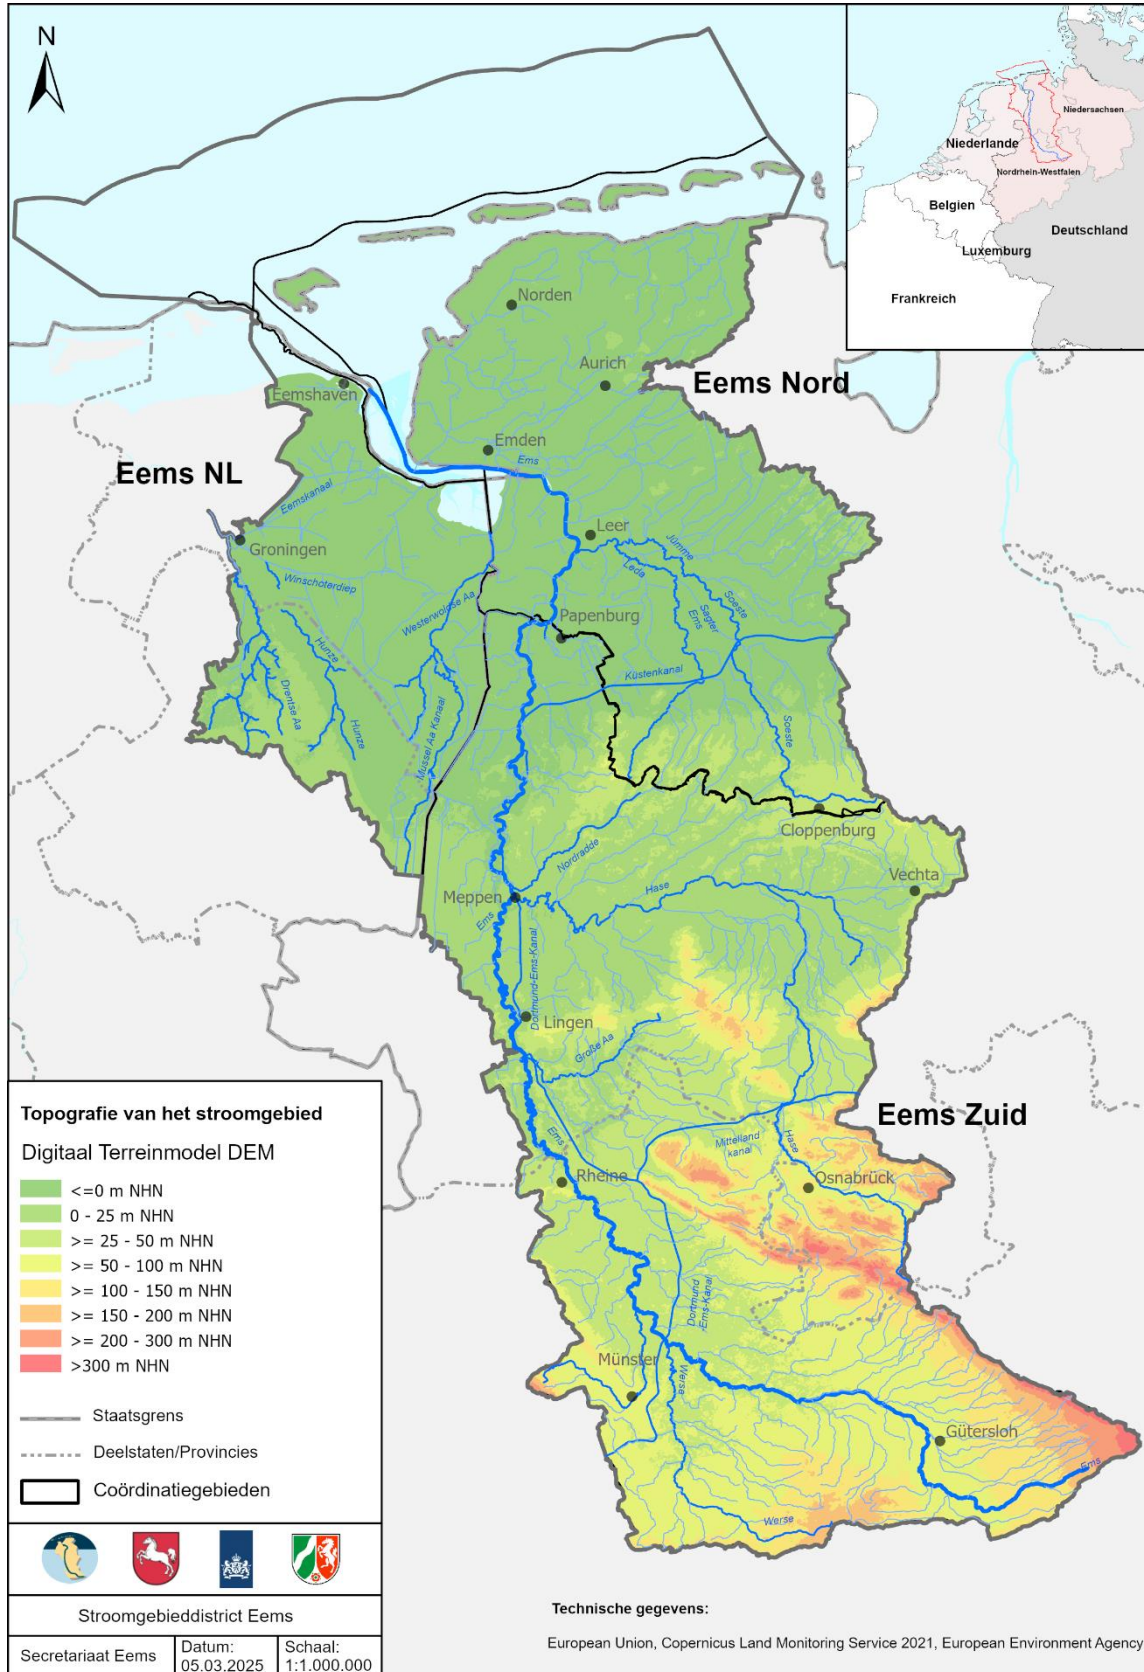 N
Niedersachsen
Niederlande
Nordrhein-Westfalen
Belgien
Deutschland
Luxemburg
Frankreich
Norden
Aurich
Eems Nord
Eemshaven
Emden
Ems
Eems NL
Eemskanaal
Leer
Jümme
Groningen
Leda
Winschoterdiep
Soeste
Westerwoldse Aa
Sagter
Ems
Papenburg
Hunze
Küstenkanal
Drentse Aa
Hunze
Mussel Aa Kanaal
Soeste
Cloppenburg
Nordradde
Vechta
Meppen
Hase
Ems
Dortmund-Ems-Kanal
Lingen
Große Aa
Eems Zuid
Ems
Mittelland
kanal
Hase
Rheine
Osnabrück
Dortmund
-Ems-Kanal
Münster
Werse
Gütersloh
Ems
Werse
Topografie van het stroomgebied
Digitaal Terreinmodel DEM
<=0 m NHN
0 - 25 m NHN
>= 25 - 50 m NHN
>= 50 - 100 m NHN
>= 100 - 150 m NHN
>= 150 - 200 m NHN
>= 200 - 300 m NHN
>300 m NHN
Staatsgrens
Deelstaten/Provincies
Coördinatiegebieden
Stroomgebieddistrict Eems
Secretariaat Eems
Datum:
05.03.2025
Schaal:
1:1.000.000
Technische gegevens:
European Union, Copernicus Land Monitoring Service 2021, European Environment Agency